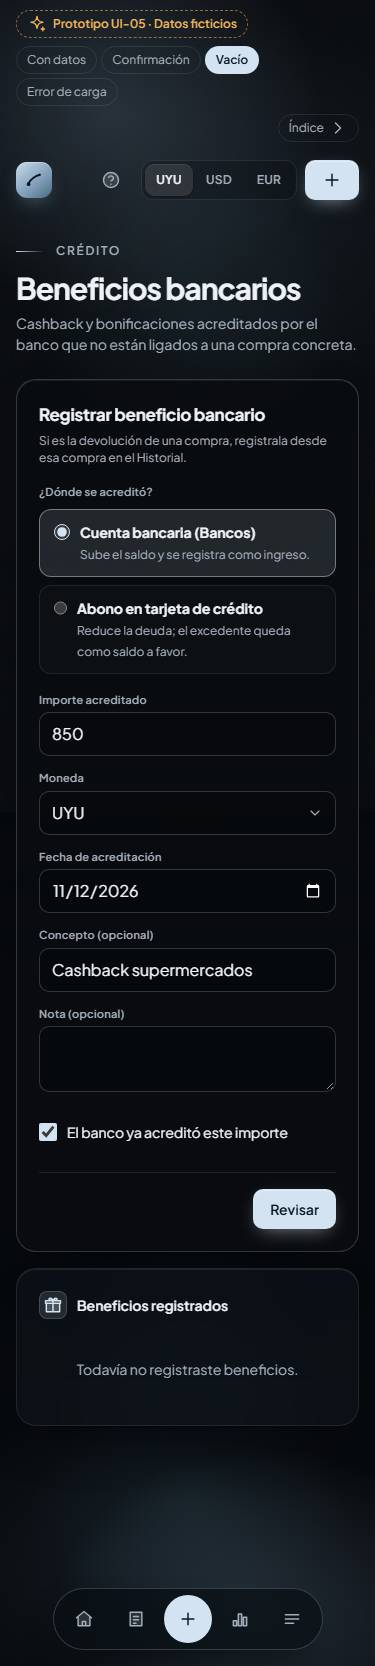 Prototipo UI-05 · Datos ficticios
Con datos
Confirmación
Vacío
Error de carga
Índice
UYU
USD
EUR
CRÉDITO
Beneficios bancarios
Cashback y bonificaciones acreditados por el
banco que no están ligados a una compra concreta.
Registrar beneficio bancario
Si es la devolución de una compra, registrala desde
esa compra en el Historial.
¿Dónde se acreditó?
Cuenta bancaria (Bancos)
Sube el saldo y se registra como ingreso.
Abono en tarjeta de crédito
Reduce la deuda; el excedente queda
como saldo a favor.
Importe acreditado
850
Moneda
UYU
Fecha de acreditación
11/12/2026
Concepto (opcional)
Cashback supermercados
Nota (opcional)
El banco ya acreditó este importe
Revisar
Beneficios registrados
Todavía no registraste beneficios.